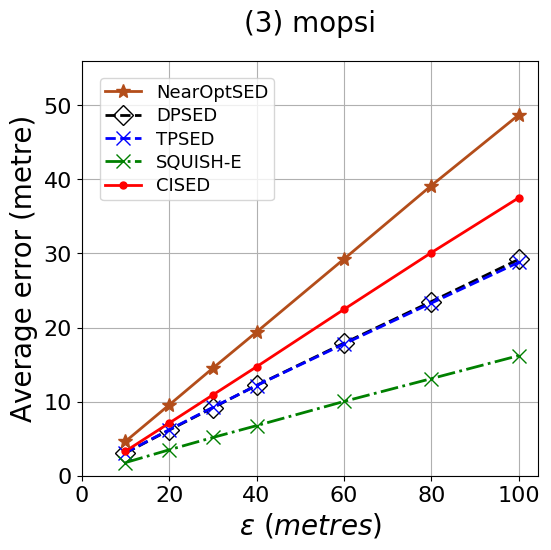 (3) mopsi
Average error (metre)
50
40
30
20
10
0
NearOptSED
DPSED
TPSED
SQUISH-E
CISED
0 20 40 60 80 100
ε (metres)